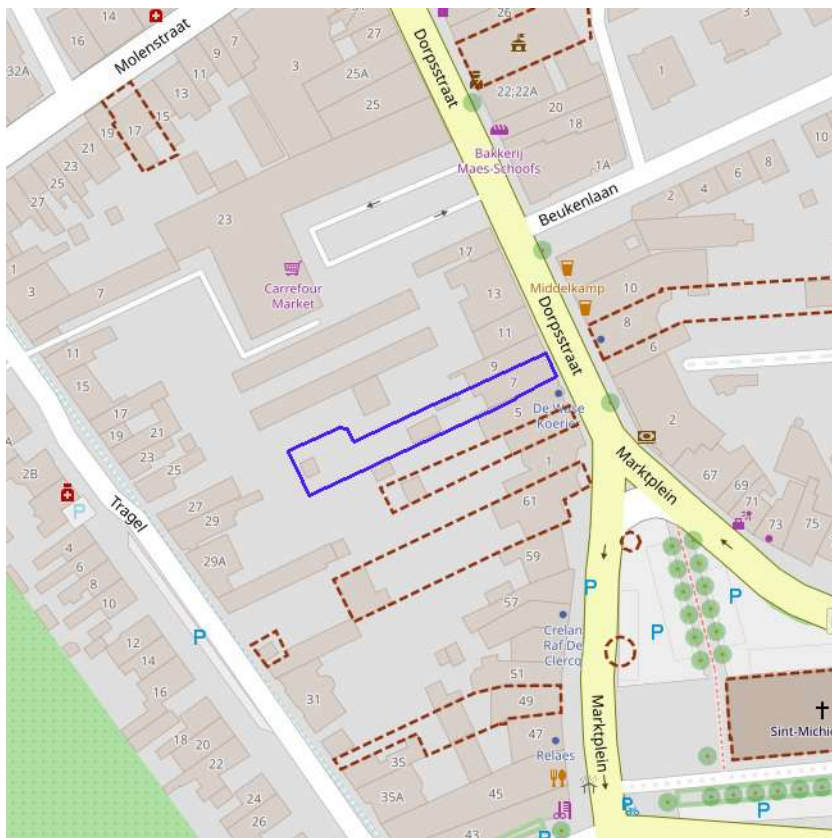 16
14
Molenstraat
32A
9
7
11
13
15
17
19
21
23
25
27
3
27
25A
25
Dorpsstraat
26
22;22A
20
18
1
10
Bakkerij
Maes-Schoofs
1A
Beukenlaan
2
4
6
8
23
17
Carrefour
Market
13
Middelkamp
10
8
6
Dorpsstraat
1
3
7
11
11
9
7
5
De Wase
Koerier
2
1
17
19
21
23
25
27
29
29A
2B
P
Tragel
Marktplein
67
69
71
73
75
61
59
57
4
6
8
10
P
P
P
P
Crelan
Raf De
Clercq
12
14
16
18
20
22
24
26
31
51
49
47
Marktplein
Sint-Michie
35
35A
Relaes
45
43
P
P
P